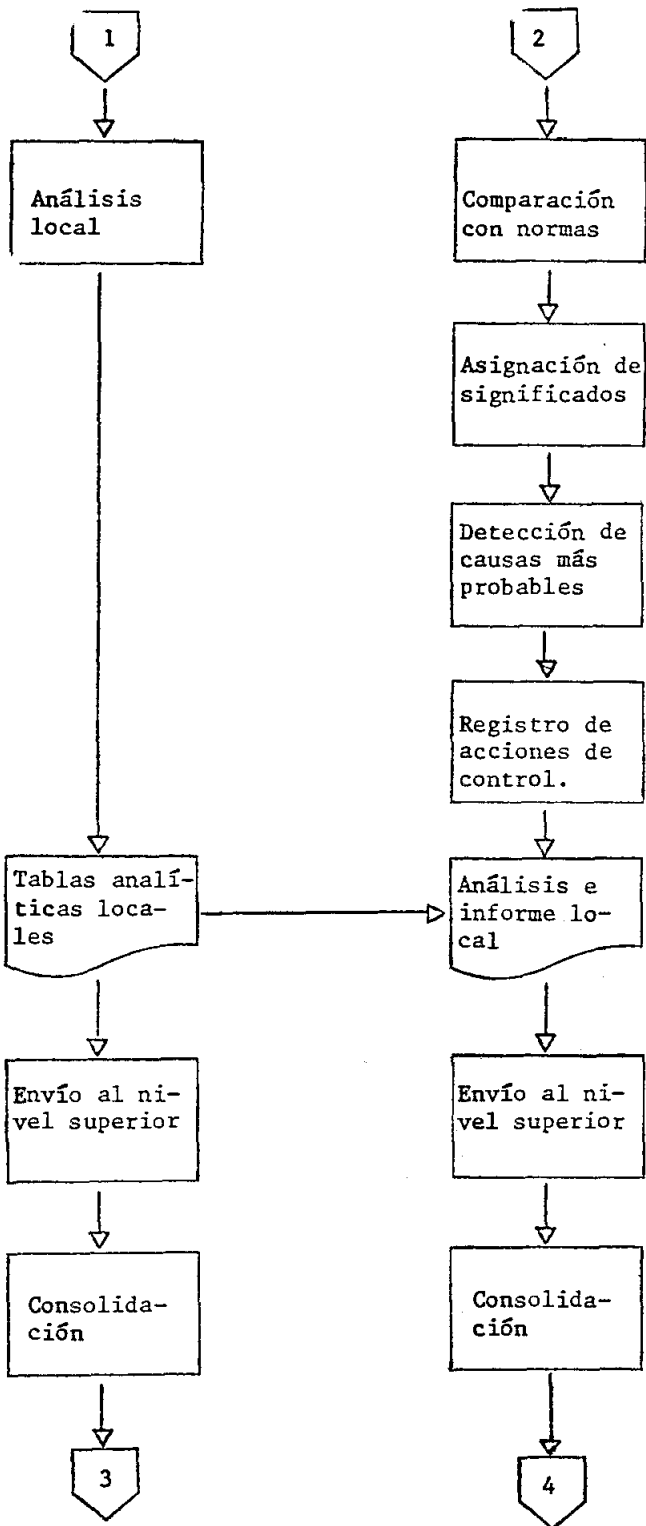 1
Análisis
local
Tablas analí-
ticas loca-
les
Envío al ni-
vel superior
Consolida-
ción
3
2
Comparación
con normas
Asignación de
significados
Detección de
causas más
probables
Registro de
acciones de
control.
Análisis e
informe lo-
cal
Envío al ni-
vel superior
Consolida-
ción
4